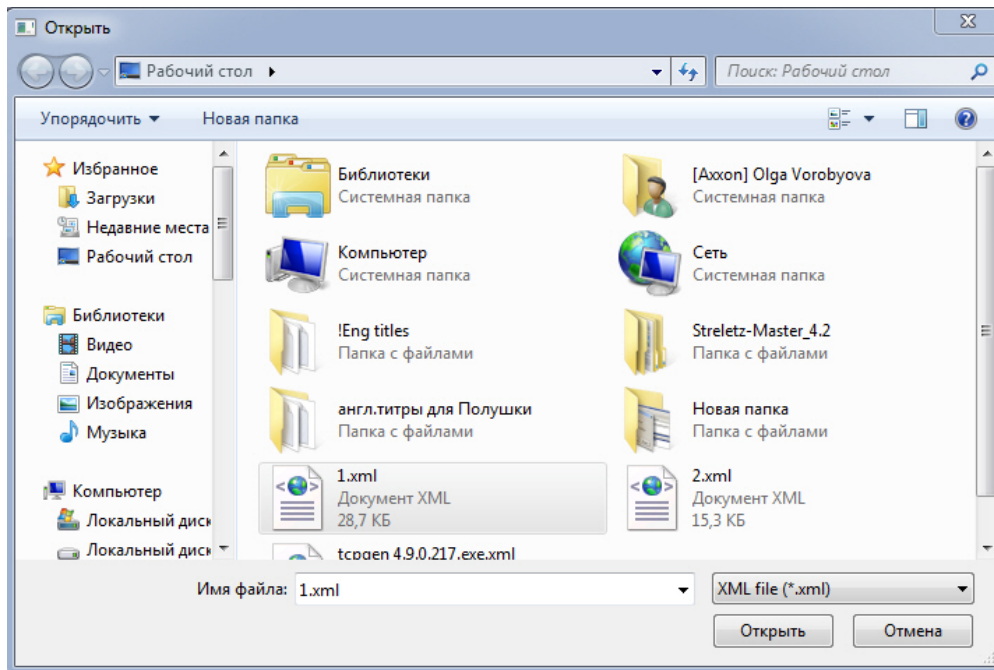 Открыть
Рабочий стол
Поиск: Рабочий стол
Упорядочить
Новая папка
Избранное
Загрузки
Недавние места
Рабочий стол
Библиотеки
Видео
Документы
Изображения
Музыка
Компьютер
Локальный диск
Локальный диск
Библиотеки
Системная папка
[Axxon] Olga Vorobyova
Системная папка
Компьютер
Системная папка
Сеть
Системная папка
!Eng titles
Папка с файлами
Streletz-Master_4.2
Папка с файлами
англ.титры для Полушки
Папка с файлами
Новая папка
Папка с файлами
1.xml
Документ XML
28,7 КБ
2.xml
Документ XML
15,3 КБ
tcpgen 4.9.0.217.exe.xml
Имя файла:
1.xml
XML file (*.xml)
Открыть
Отмена